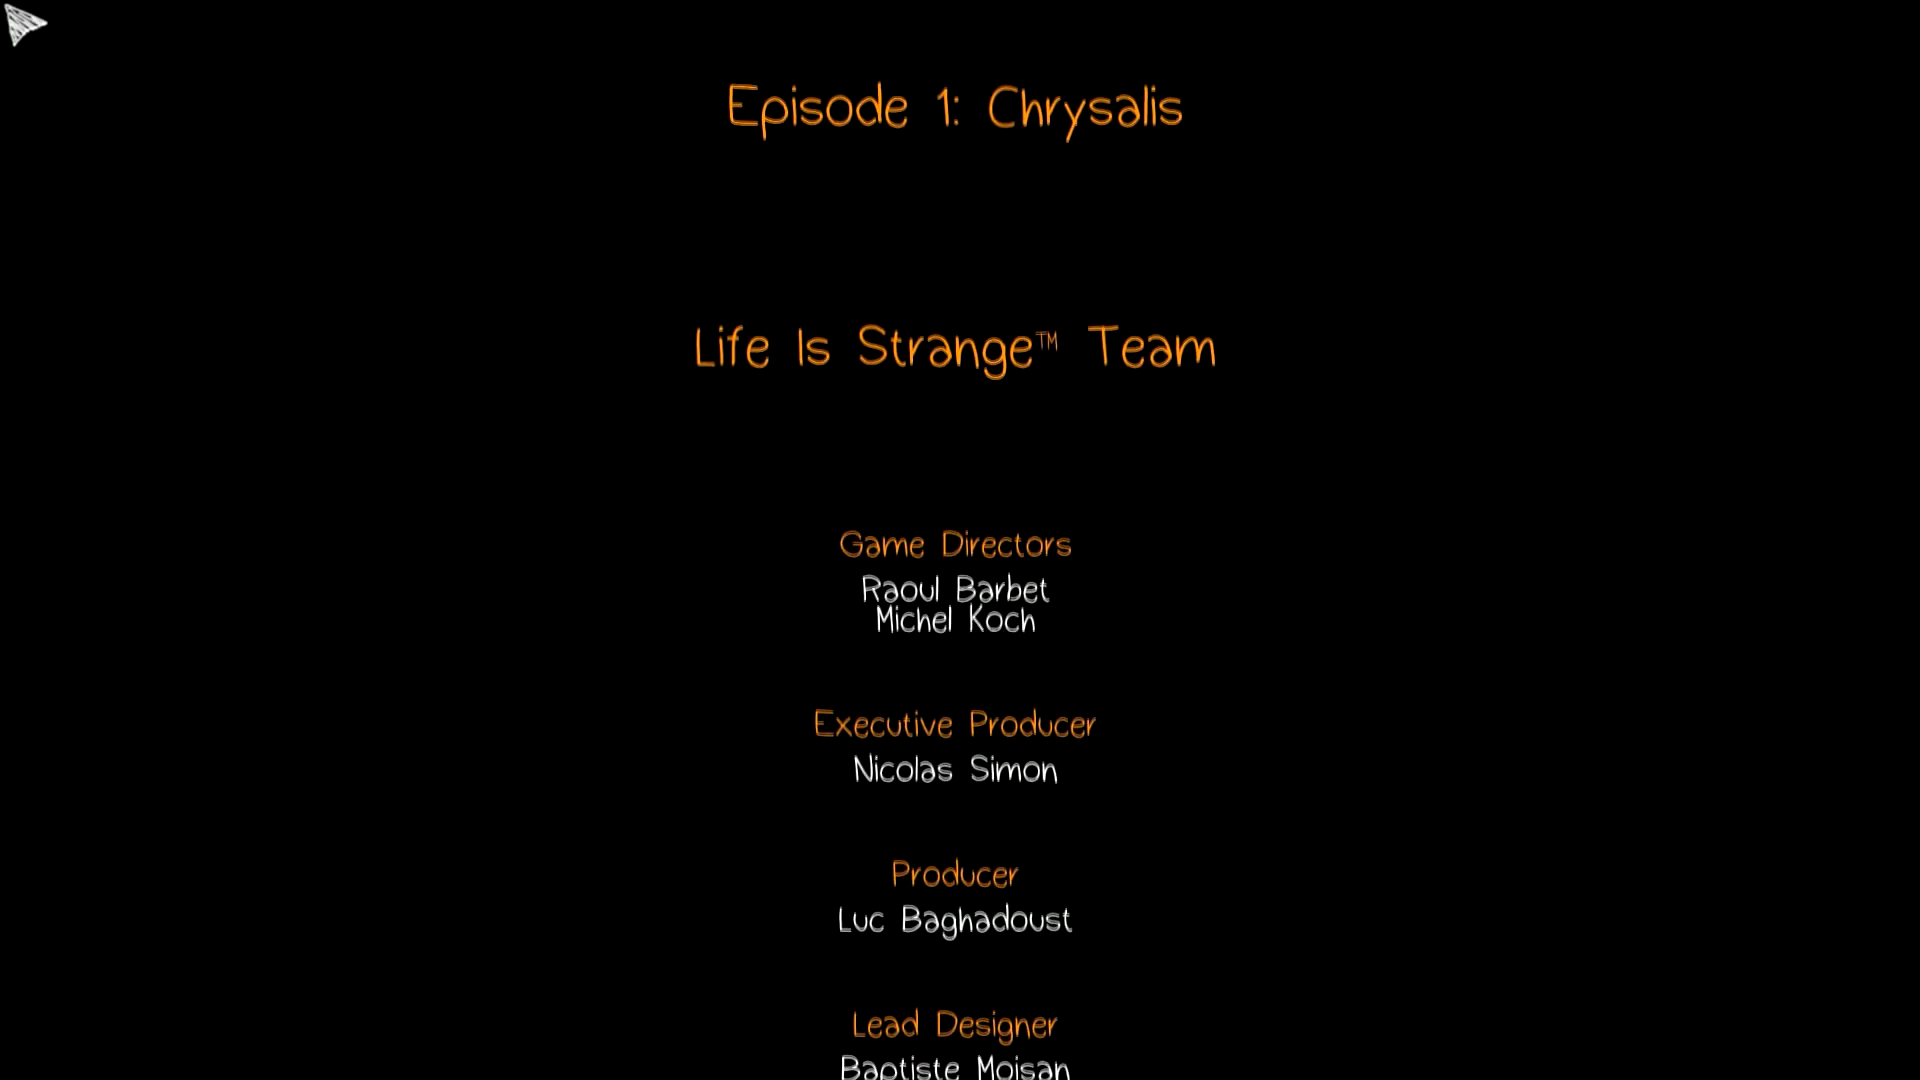 Episode 1: Chrysalis
Life Is Strange™ Team
Game Directors
Raoul Barbet
Michel Koch
Executive Producer
Nicolas Simon
Producer
Luc Baghadoust
Lead Designer
Baptiste Moisan